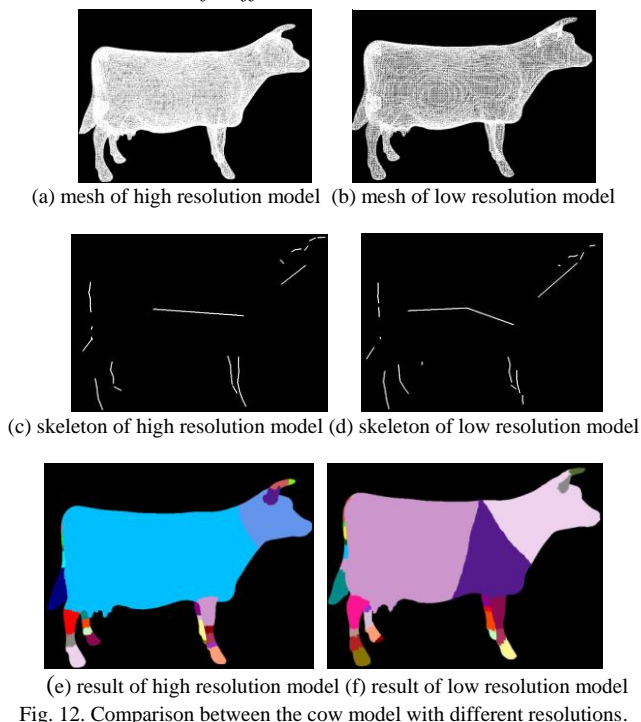 (a) mesh of high resolution model (b) mesh of low resolution model
(c) skeleton of high resolution model (d) skeleton of low resolution model
(e) result of high resolution model (f) result of low resolution model
Fig. 12. Comparison between the cow model with different resolutions.